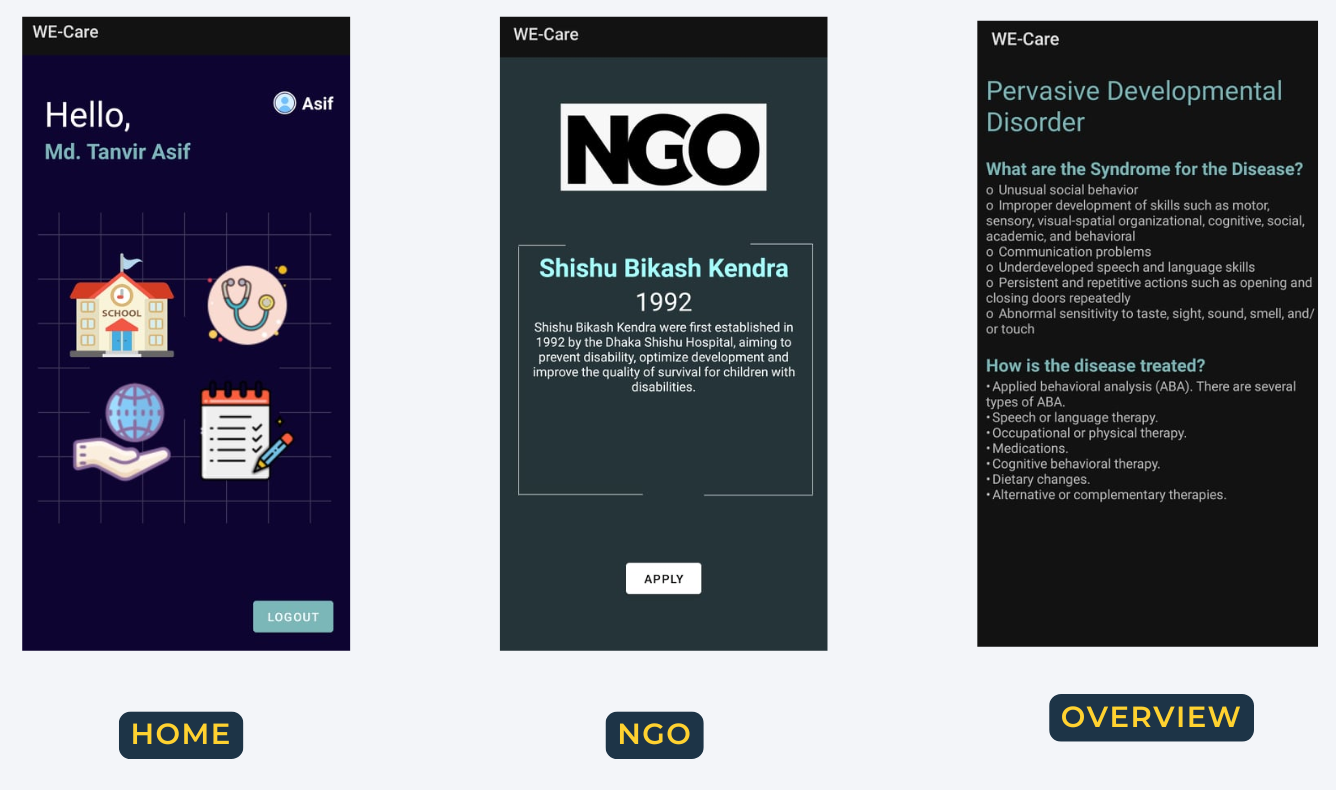 WE-Care
Hello,
Asif
Md. Tanvir Asif
SCHOOL
LOGOUT
HOME
WE-Care
NGO
Shishu Bikash Kendra
1992
Shishu Bikash Kendra were first established in
1992 by the Dhaka Shishu Hospital, aiming to
prevent disability, optimize development and
improve the quality of survival for children with
disabilities.
APPLY
NGO
WE-Care
Pervasive Developmental
Disorder
What are the Syndrome for the Disease?
o Unusual social behavior
o Improper development of skills such as motor,
sensory, visual-spatial organizational, cognitive, social,
academic, and behavioral
o Communication problems
o Underdeveloped speech and language skills
o Persistent and repetitive actions such as opening and
closing doors repeatedly
o Abnormal sensitivity to taste, sight, sound, smell, and/
or touch
How is the disease treated?
•Applied behavioral analysis (ABA). There are several
types of ABA.
•Speech or language therapy.
•Occupational or physical therapy.
•Medications.
•Cognitive behavioral therapy.
•Dietary changes.
•Alternative or complementary therapies.
OVERVIEW